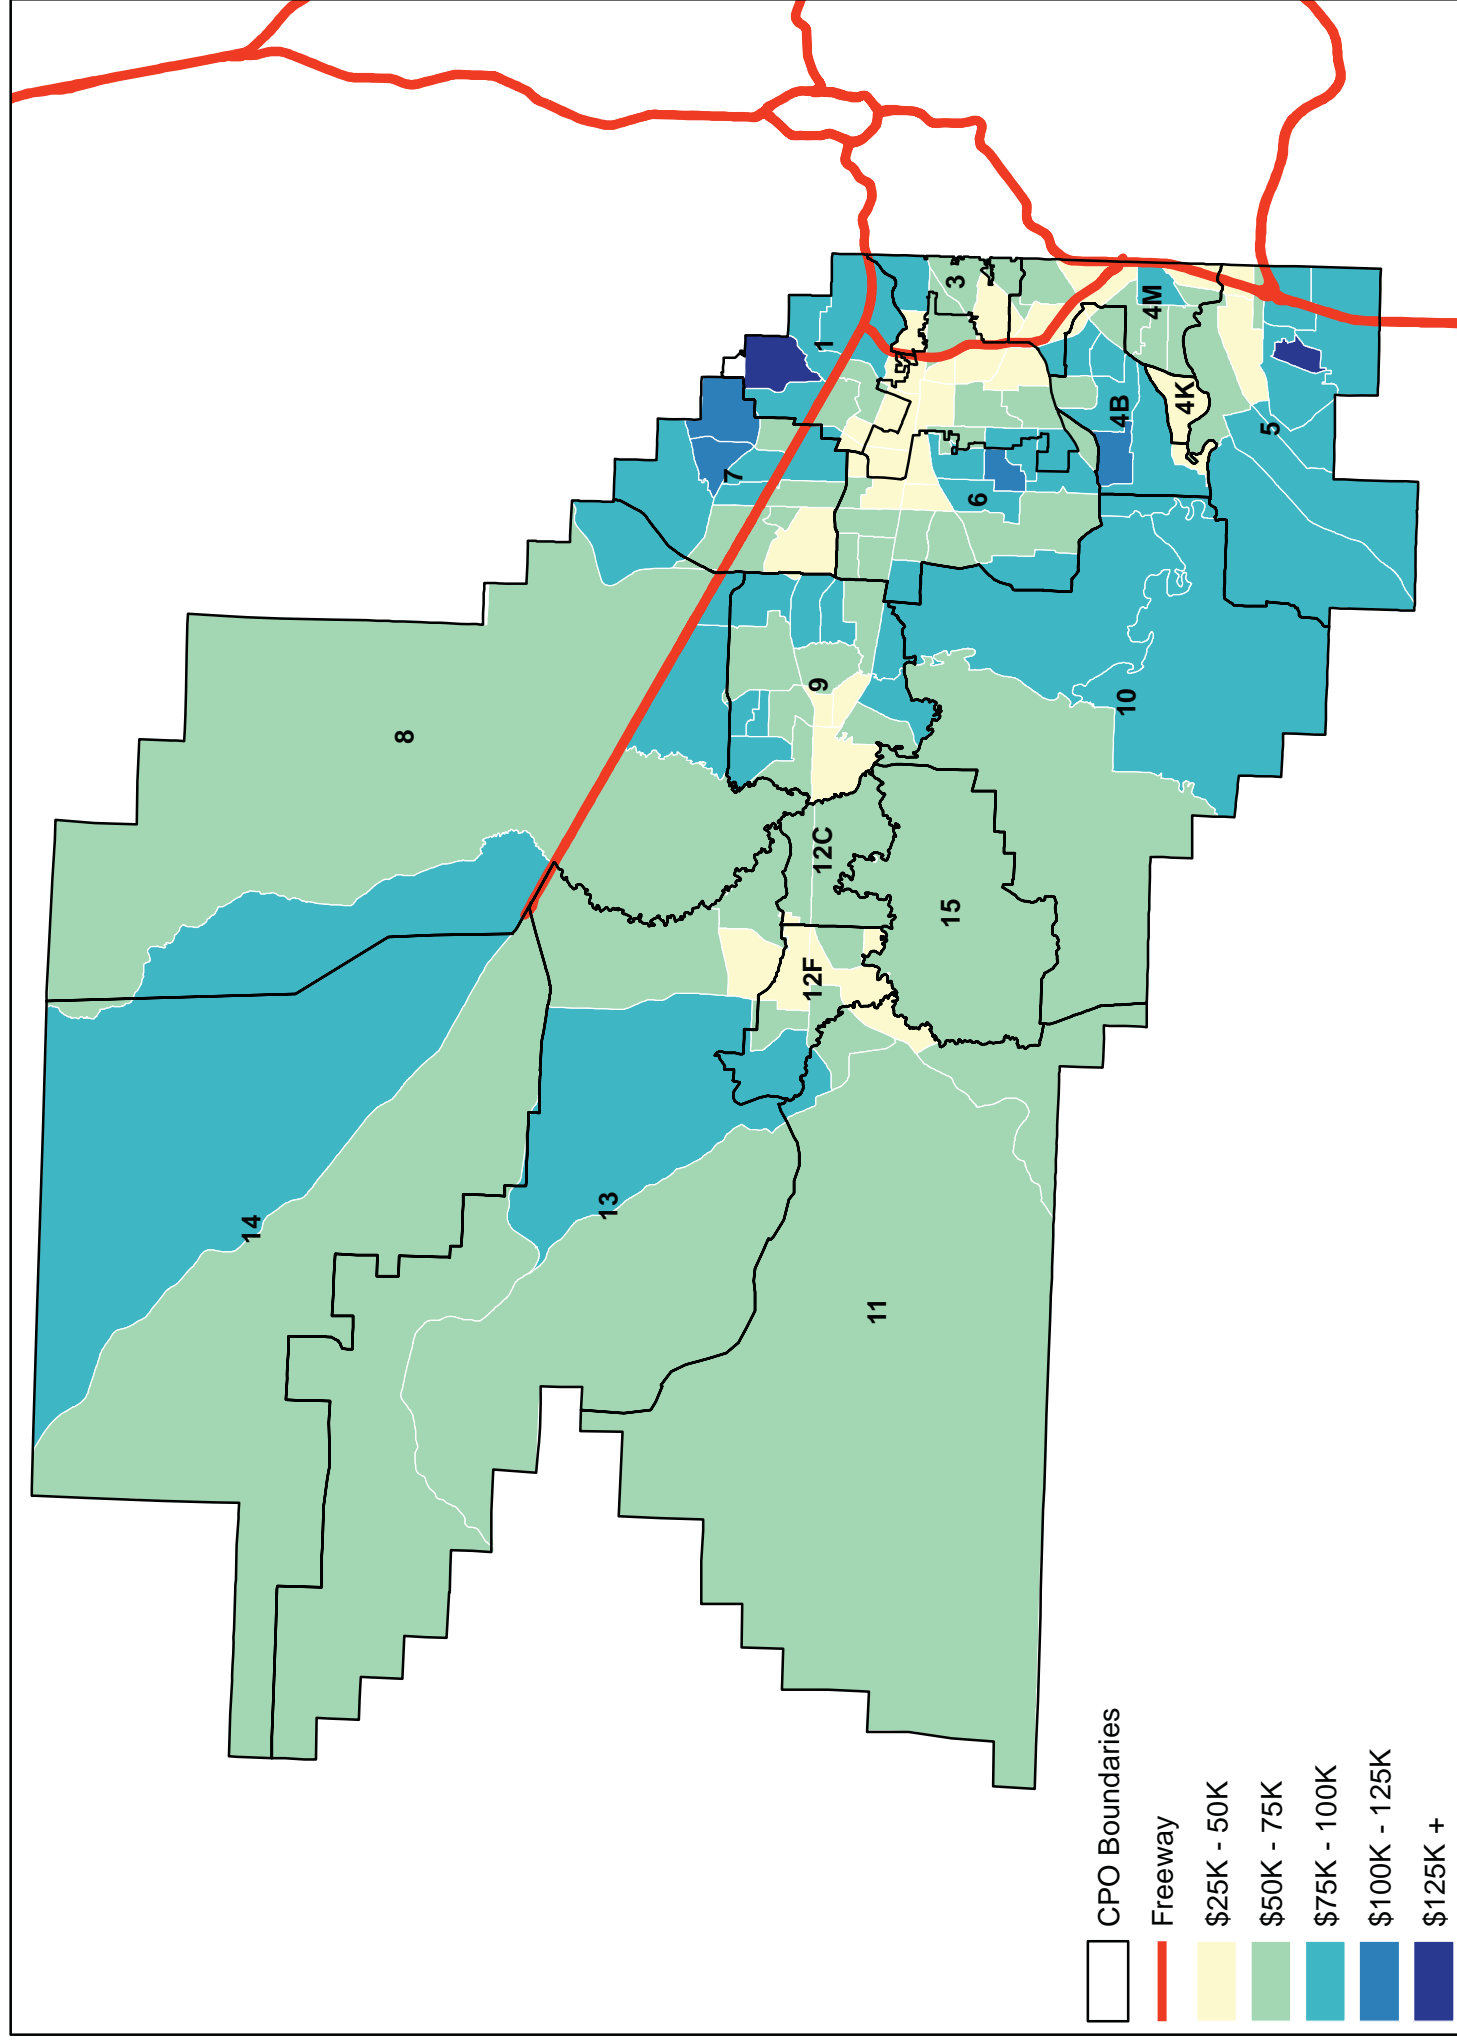 8
14
13
11
7
1
9
12C
12F
15
10
3
6
4M
4B
4K
5
CPO Boundaries
Freeway
$25K - 50K
$50K - 75K
$75K - 100K
$100K - 125K
$125K +